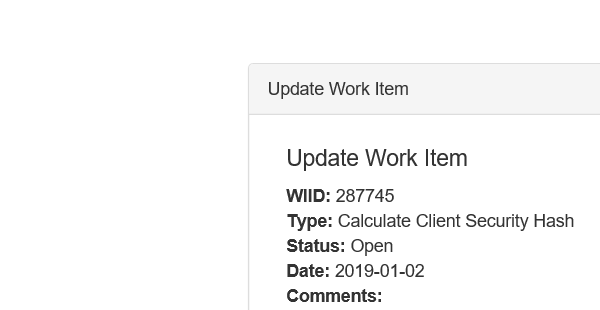 Update Work Item
Update Work Item
WIID: 287745
Type: Calculate Client Security Hash
Status: Open
Date: 2019-01-02
Comments: